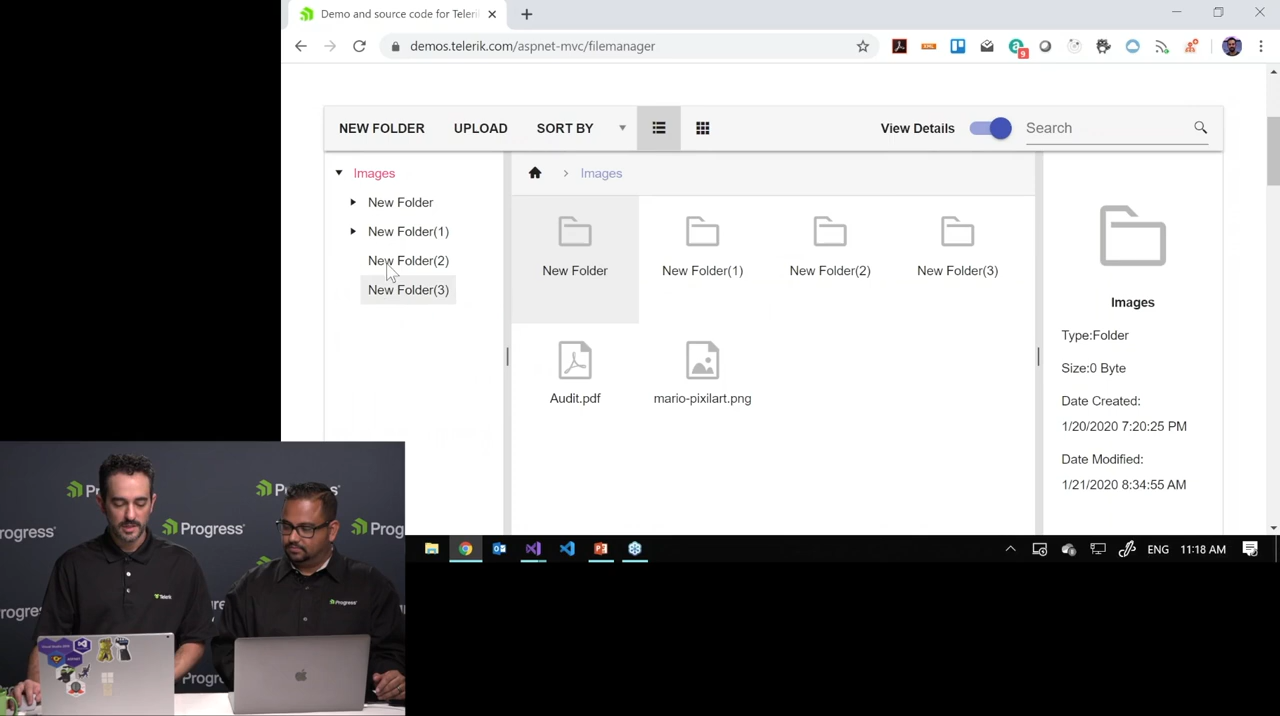 Demo and source code for Teleri
demos.telerik.com/aspnet-mvc/filemanager
9
NEW FOLDER UPLOAD SORT BY View Details Search
Images
New Folder
New Folder(1)
New Folder(2)
New Folder(3)
Images
New Folder New Folder(1) New Folder(2) New Folder(3)
Audit.pdf mario-pixilart.png
Images
Type:Folder
Size:0 Byte
Date Created:
1/20/2020 7:20:25 PM
Date Modified:
1/21/2020 8:34:55 AM
ENG 11:18 AM
Progress
Progress
Telerik
Progress